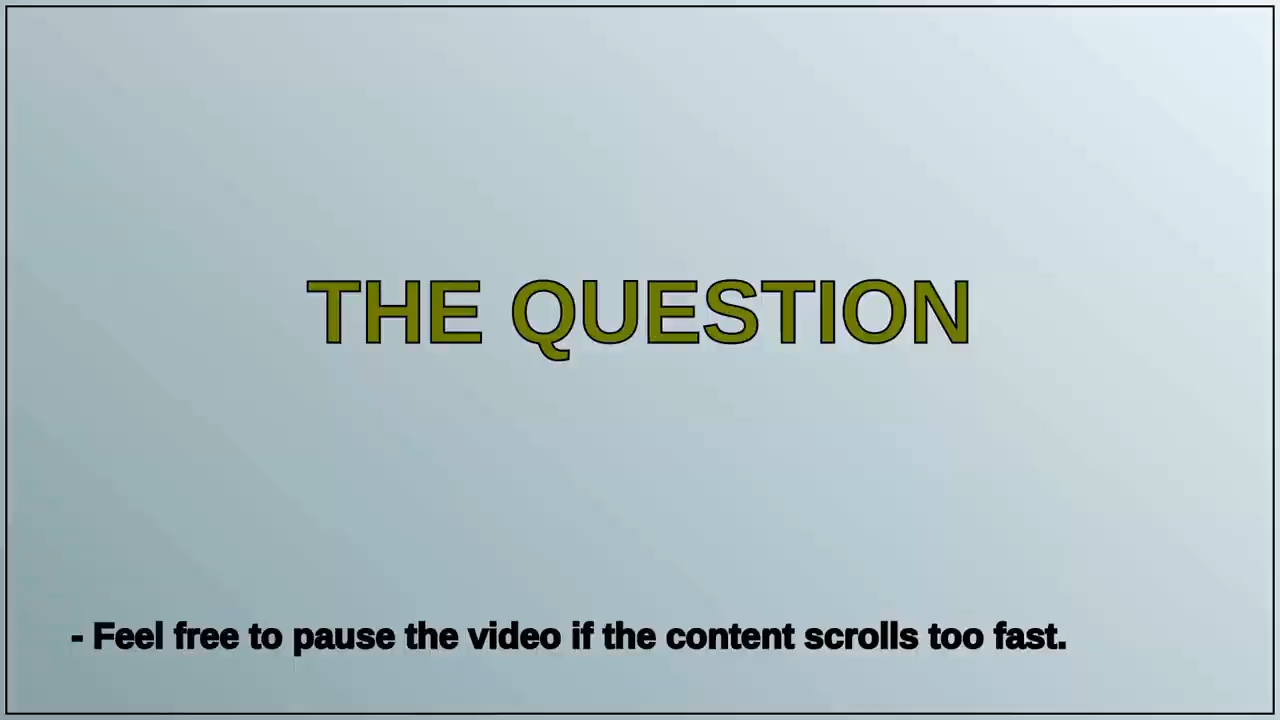 THE QUESTION
- Feel free to pause the video if the content scrolls too fast.